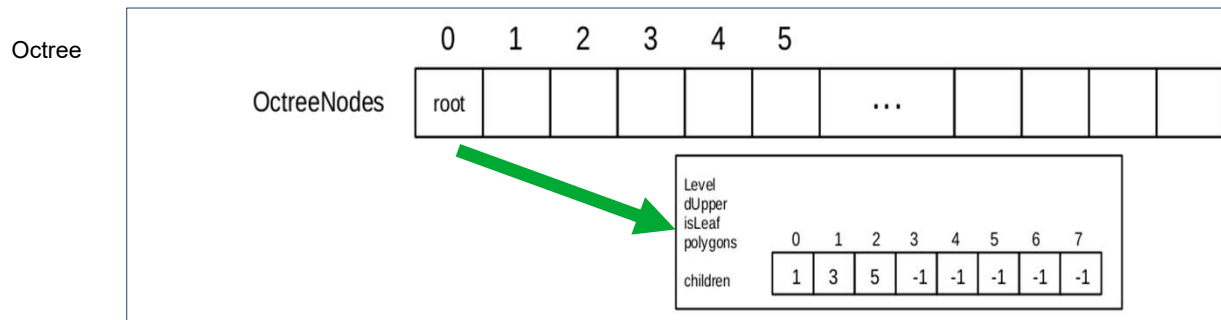 Octree
0 1 2 3 4 5
OctreeNodes root ...
Level
dUpper
isLeaf
polygons 0 1 2 3 4 5 6 7
children 1 3 5 -1 -1 -1 -1 -1